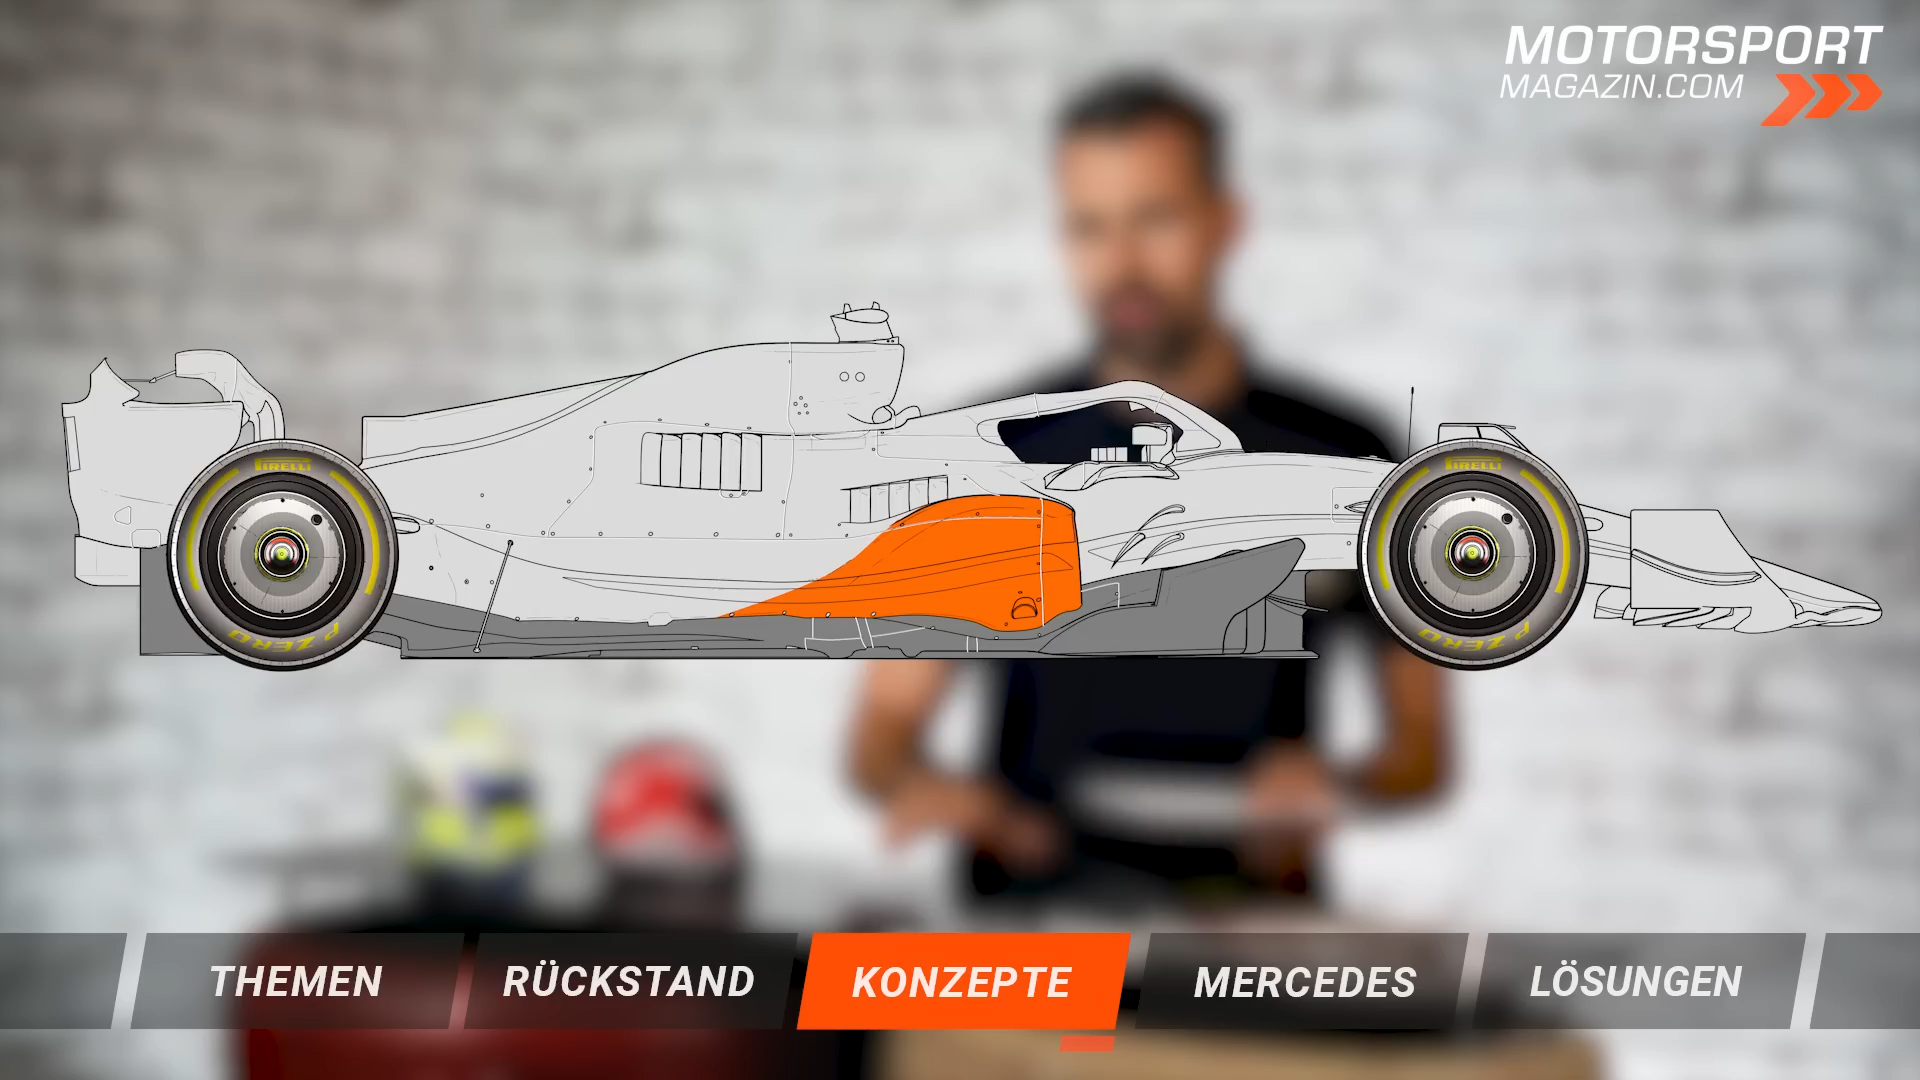 MOTORSPORT
MAGAZIN.COM
PIRELLI
PIRELLI
P ZERO
P ZERO
THEMEN
RÜCKSTAND
KONZEPTE
MERCEDES
LÖSUNGEN